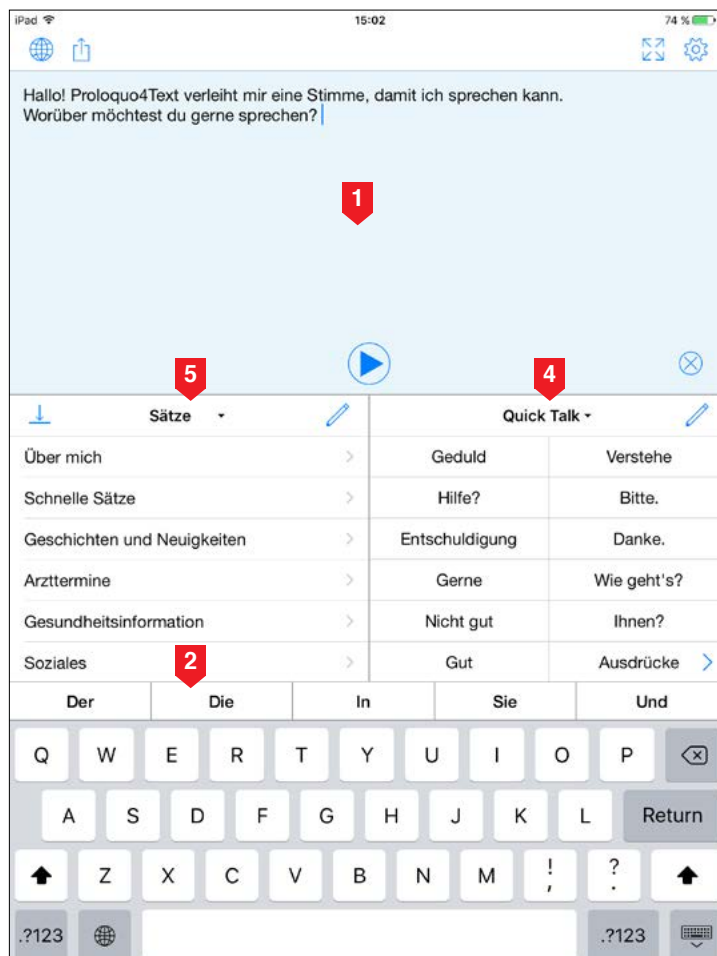 iPad 15:02 74 %
Hallo! Proloquo4Text verleiht mir eine Stimme, damit ich sprechen kann.
Worüber möchtest du gerne sprechen?
1
5 4
Sätze Quick Talk
Über mich Geduld Verstehe
Schnelle Sätze Hilfe? Bitte.
Geschichten und Neuigkeiten Entschuldigung Danke.
Arzttermine Gerne Wie geht's?
Gesundheitsinformation Nicht gut Ihnen?
Soziales 2 Gut Ausdrücke
Der Die In Sie Und
Q W E R T Y U I O P
A S D F G H J K L Return
Z X C V B N M ! , ? .
.?123 .?123